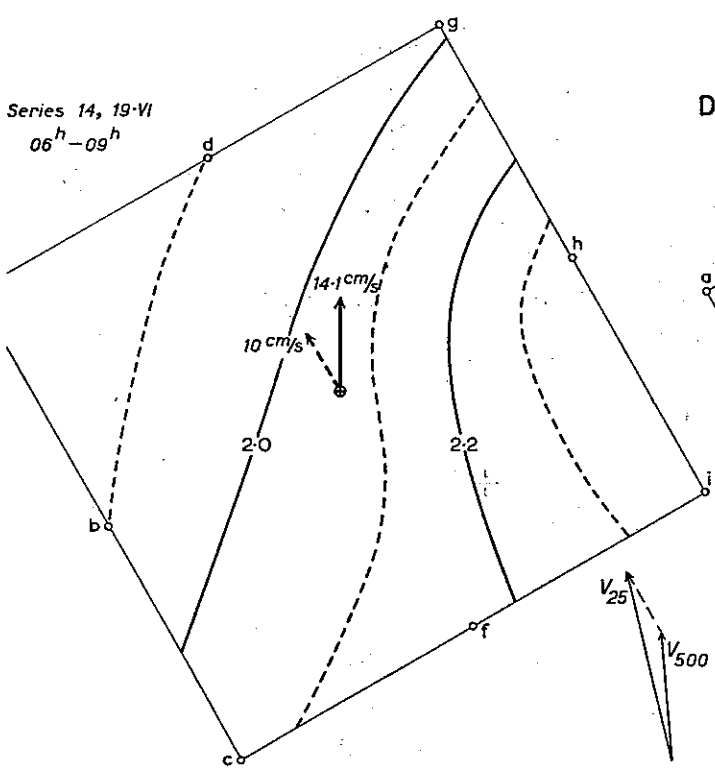 g
Series 14, 19·VI
06h–09h
D
d
h
a
14·1 cm/s
10 cm/s
2·0
2·2
i
b
V25
f
V500
c